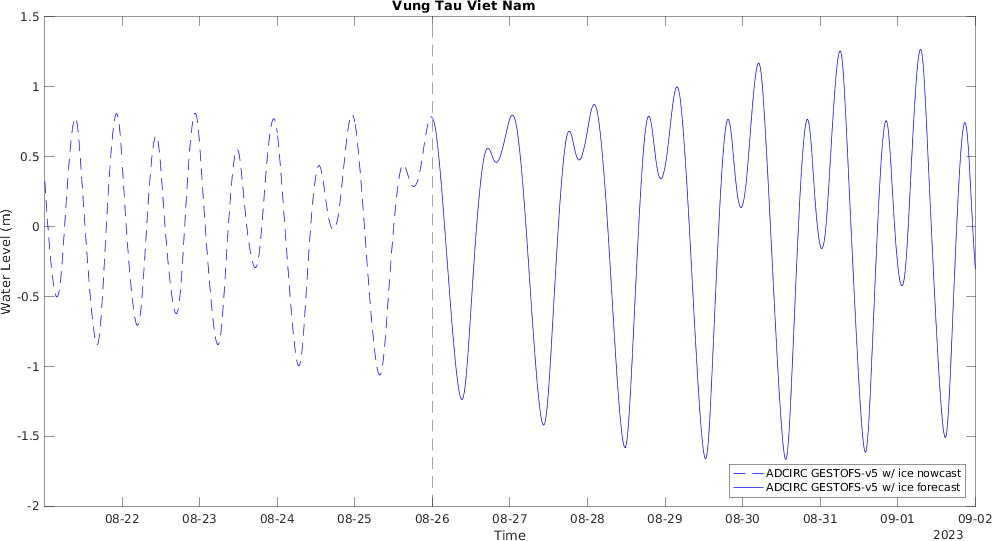 Vung Tau Viet Nam
1.5
1
0.5
0
-0.5
-1
-1.5
-2
Water Level (m)
ADCIRC GESTOFS-v5 w/ ice nowcast
ADCIRC GESTOFS-v5 w/ ice forecast
08-22 08-23 08-24 08-25 08-26 08-27 08-28 08-29 08-30 08-31 09-01 09-02
Time
2023